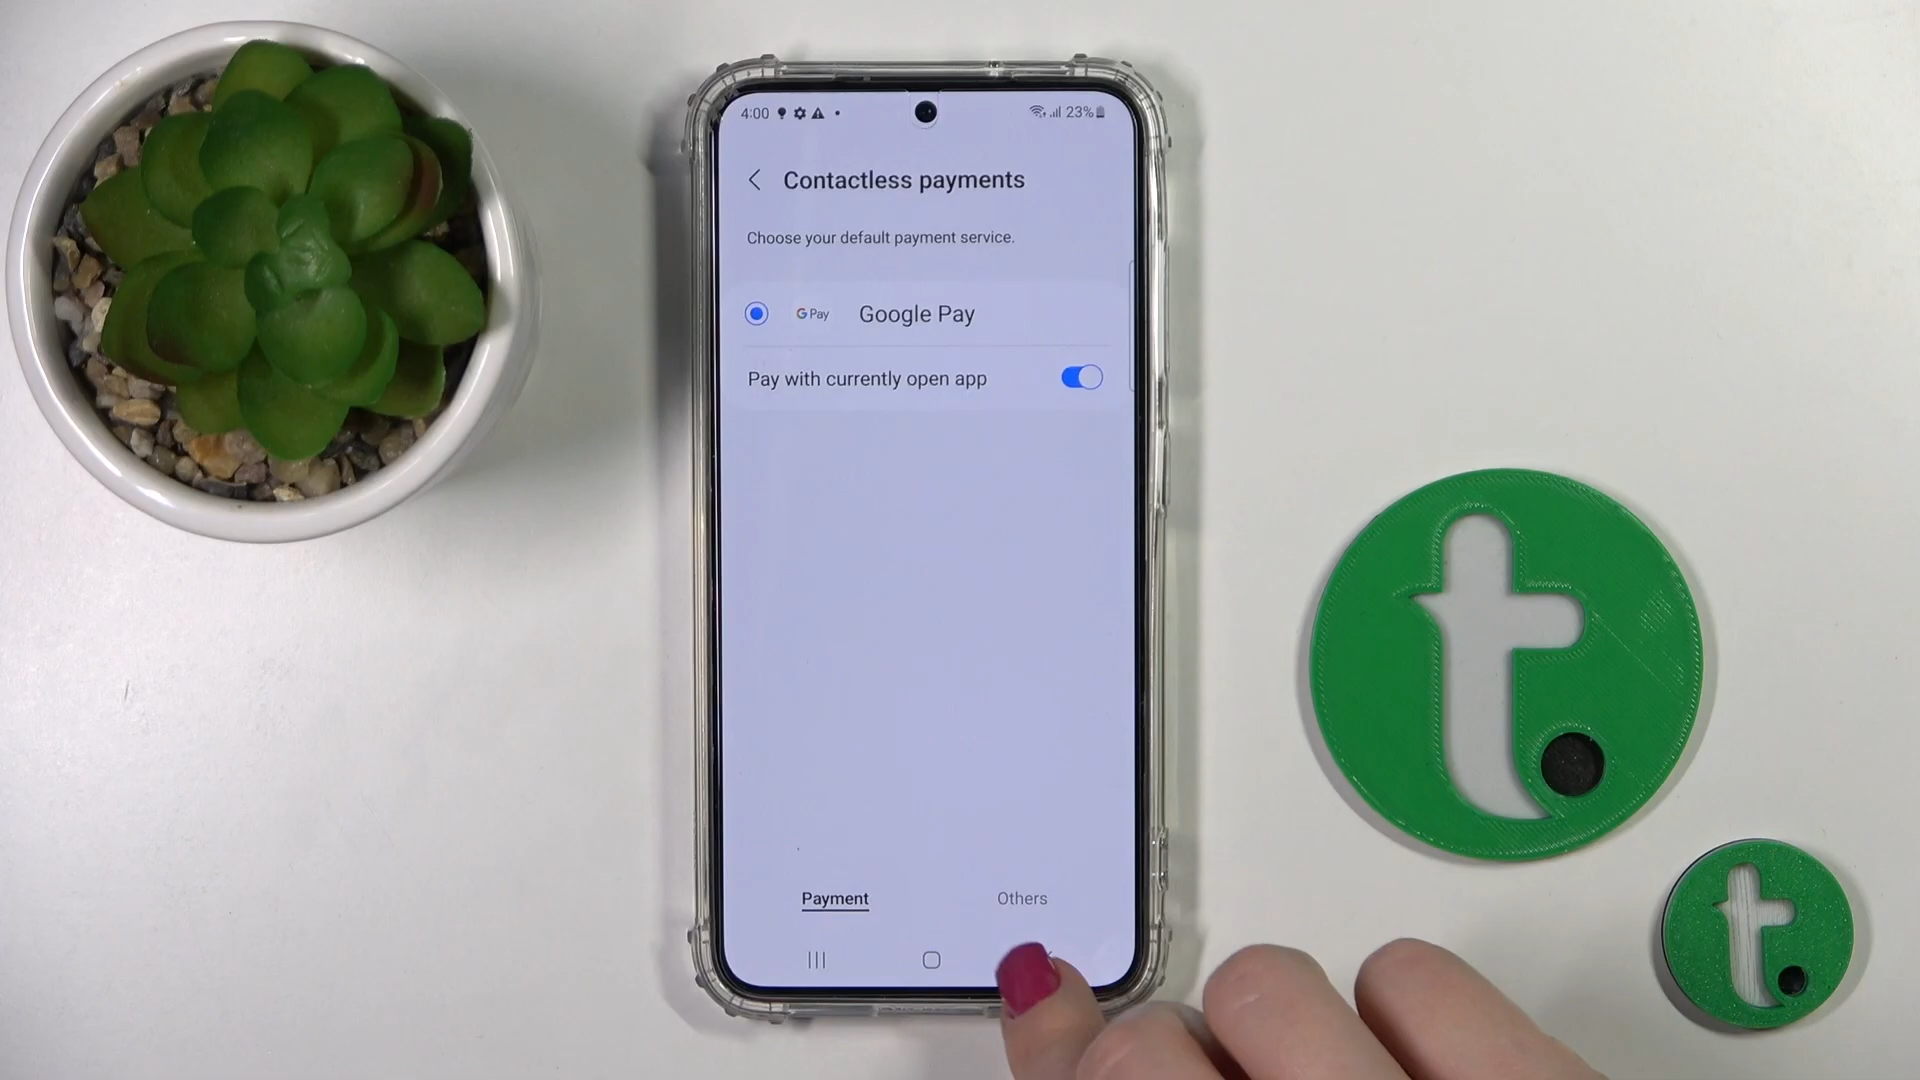 4:00
23%
Contactless payments
Choose your default payment service.
G Pay Google Pay
Pay with currently open app
Payment Others
t
t